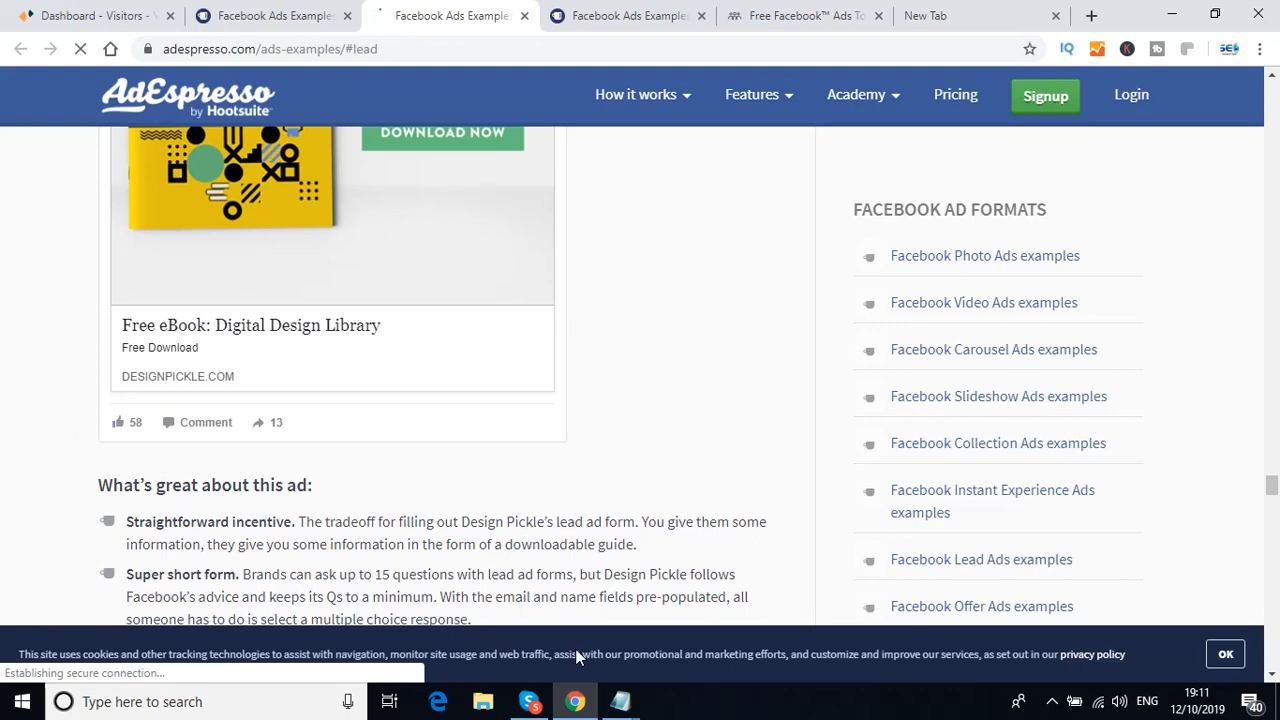 Dashboard - Visitors - W
Facebook Ads Examples
Facebook Ads Examples
Facebook Ads Examples
Free Facebook™ Ads To
New Tab
adespresso.com/ads-examples/#lead
AdEspresso
by Hootsuite
How it works
Features
Academy
Pricing
Signup
Login
DOWNLOAD NOW
Free eBook: Digital Design Library
Free Download
DESIGNPICKLE.COM
58 Comment 13
What's great about this ad:
Straightforward incentive. The tradeoff for filling out Design Pickle's lead ad form. You give them some
information, they give you some information in the form of a downloadable guide.
Super short form. Brands can ask up to 15 questions with lead ad forms, but Design Pickle follows
Facebook's advice and keeps its Qs to a minimum. With the email and name fields pre-populated, all
someone has to do is select a multiple choice response.
FACEBOOK AD FORMATS
Facebook Photo Ads examples
Facebook Video Ads examples
Facebook Carousel Ads examples
Facebook Slideshow Ads examples
Facebook Collection Ads examples
Facebook Instant Experience Ads
examples
Facebook Lead Ads examples
Facebook Offer Ads examples
This site uses cookies and other tracking technologies to assist with navigation, monitor site usage and web traffic, assist with our promotional and marketing efforts, and customize and improve our services, as set out in our privacy policy
OK
Establishing secure connection...
Type here to search
ENG
19:11
12/10/2019
40